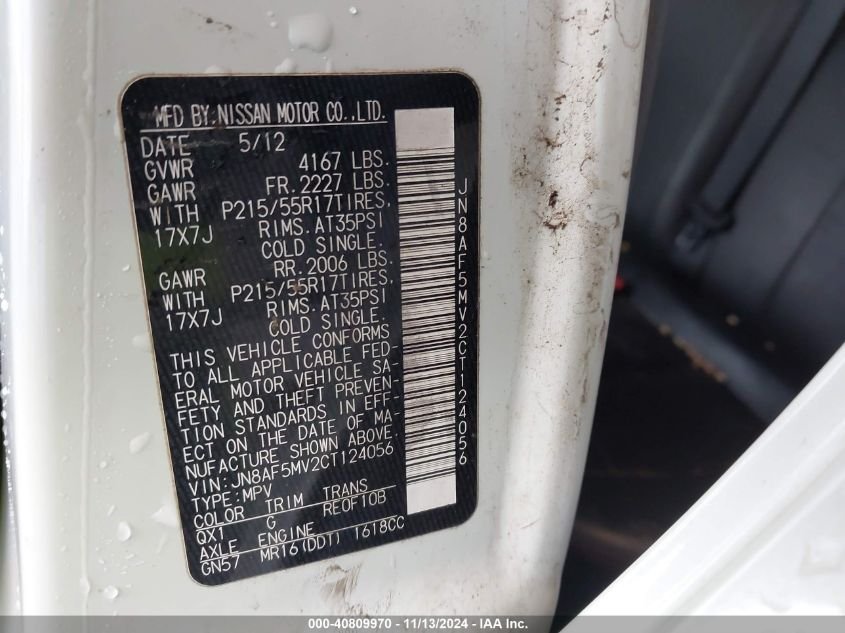 MFD BY:NISSAN MOTOR CO.,LTD.
DATE 5/12
GVWR 4167 LBS.
GAWR FR.2227 LBS.
WITH P215/55R17TIRES,
17X7J RIMS.AT35PSI
COLD SINGLE.
GAWR RR.2006 LBS.
WITH P215/55R17TIRES,
17X7J RIMS.AT35PSI
COLD SINGLE.
THIS VEHICLE CONFORMS
TO ALL APPLICABLE FED-
ERAL MOTOR VEHICLE SA-
FETY AND THEFT PREVEN-
TION STANDARDS IN EFF-
ECT ON THE DATE OF MA-
NUFACTURE SHOWN ABOVE.
VIN:JN8AF5MV2CT124056
TYPE:MPV
COLOR TRIM TRANS
QX1 G RE0F10B
AXLE ENGINE
GN57 MR16(DDT) 1618CC
JN8AF5MV2CT124056
000-40809970 - 11/13/2024 - IAA Inc.